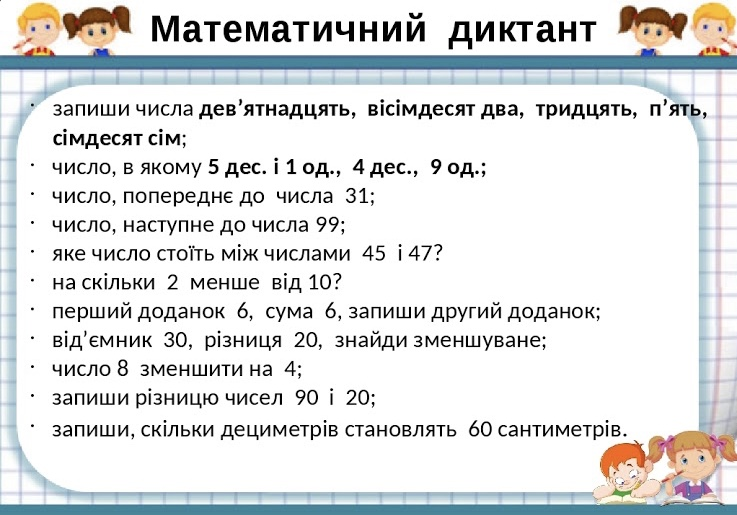 Математичний диктант
· запиши числа дев’ятнадцять, вісімдесят два, тридцять, п’ять,
сімдесят сім;
· число, в якому 5 дес. і 1 од., 4 дес., 9 од.;
· число, попереднє до числа 31;
· число, наступне до числа 99;
· яке число стоїть між числами 45 і 47?
· на скільки 2 менше від 10?
· перший доданок 6, сума 6, запиши другий доданок;
· від’ємник 30, різниця 20, знайди зменшуване;
· число 8 зменшити на 4;
· запиши різницю чисел 90 і 20;
· запиши, скільки дециметрів становлять 60 сантиметрів.